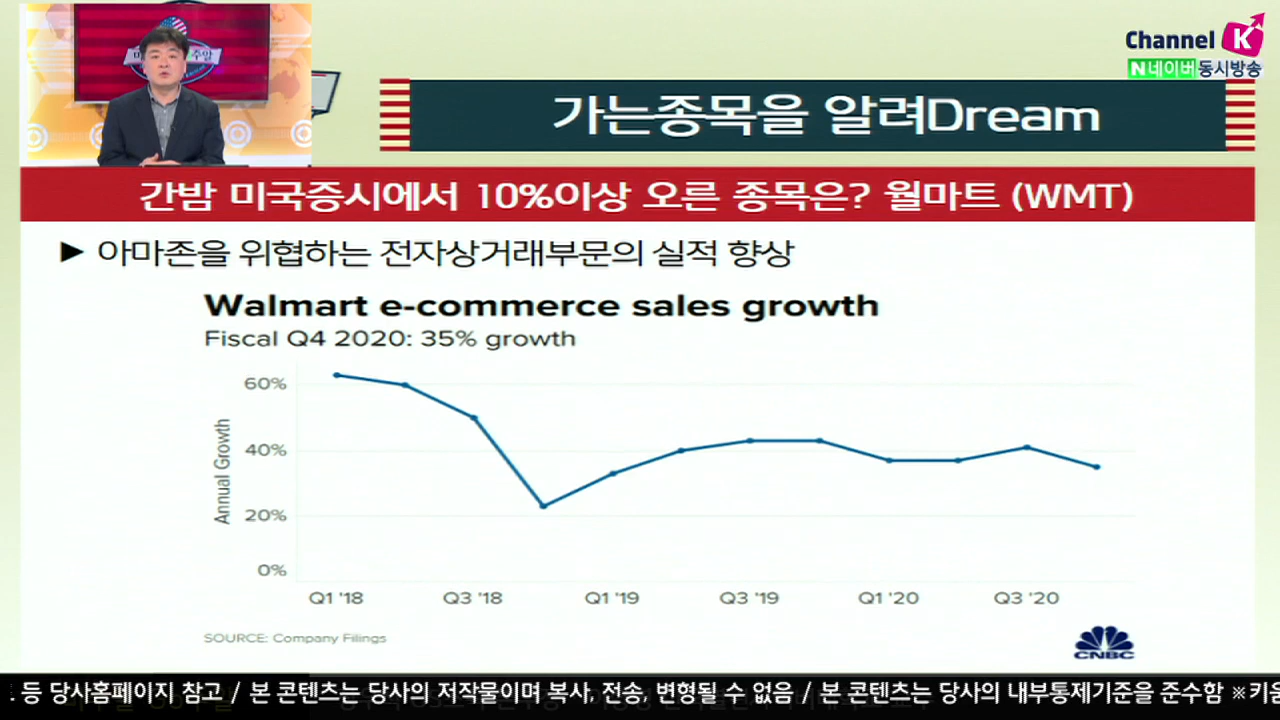 Channel K
N네이버 동시방송
가는종목을 알려Dream
간밤 미국증시에서 10%이상 오른 종목은? 월마트 (WMT)
▶ 아마존을 위협하는 전자상거래부문의 실적 향상
Walmart e-commerce sales growth
Fiscal Q4 2020: 35% growth
Annual Growth
60%
40%
20%
0%
Q1 '18
Q3 '18
Q1 '19
Q3 '19
Q1 '20
Q3 '20
SOURCE: Company Filings
CNBC
. 등 당사홈페이지 참고 / 본 콘텐츠는 당사의 저작물이며 복사, 전송, 변형될 수 없음 / 본 콘텐츠는 당사의 내부통제기준을 준수함 ※키움